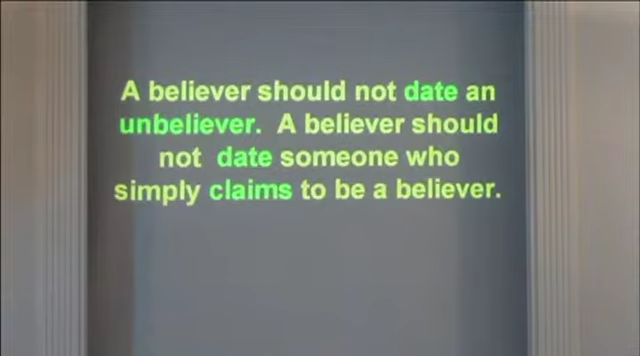 A believer should not date an
unbeliever.  A believer should
not  date someone who
simply claims to be a believer.